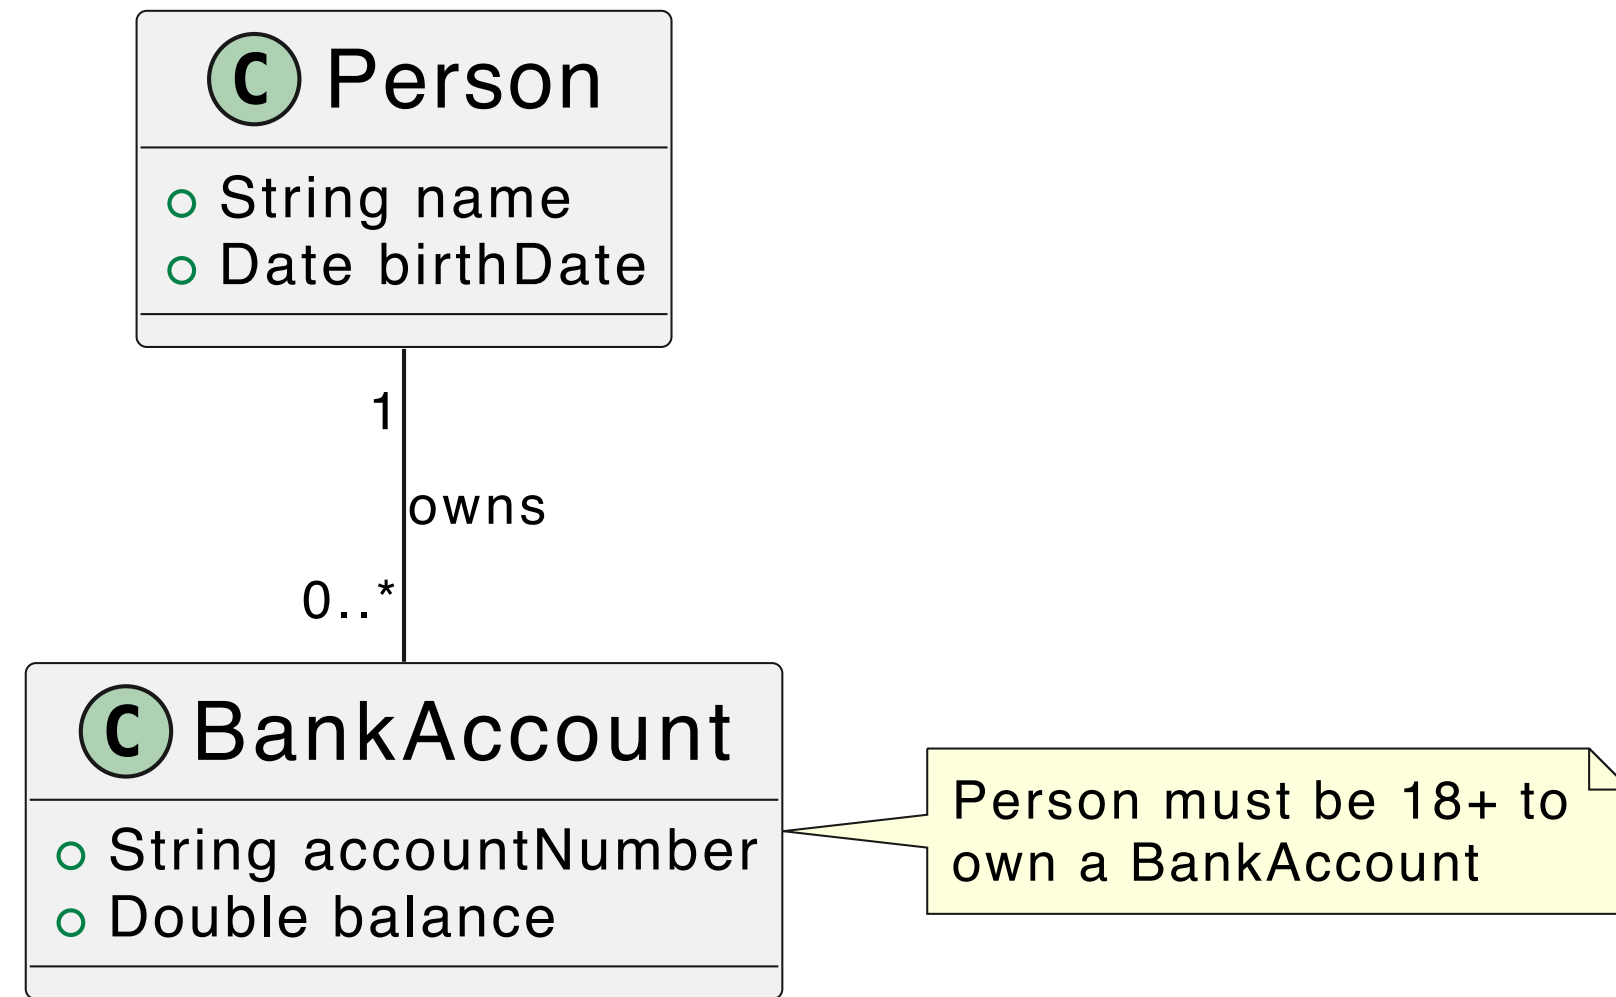 C Person
String name
Date birthDate
1
owns
0..*
C BankAccount
String accountNumber
Double balance
Person must be 18+ to
own a BankAccount